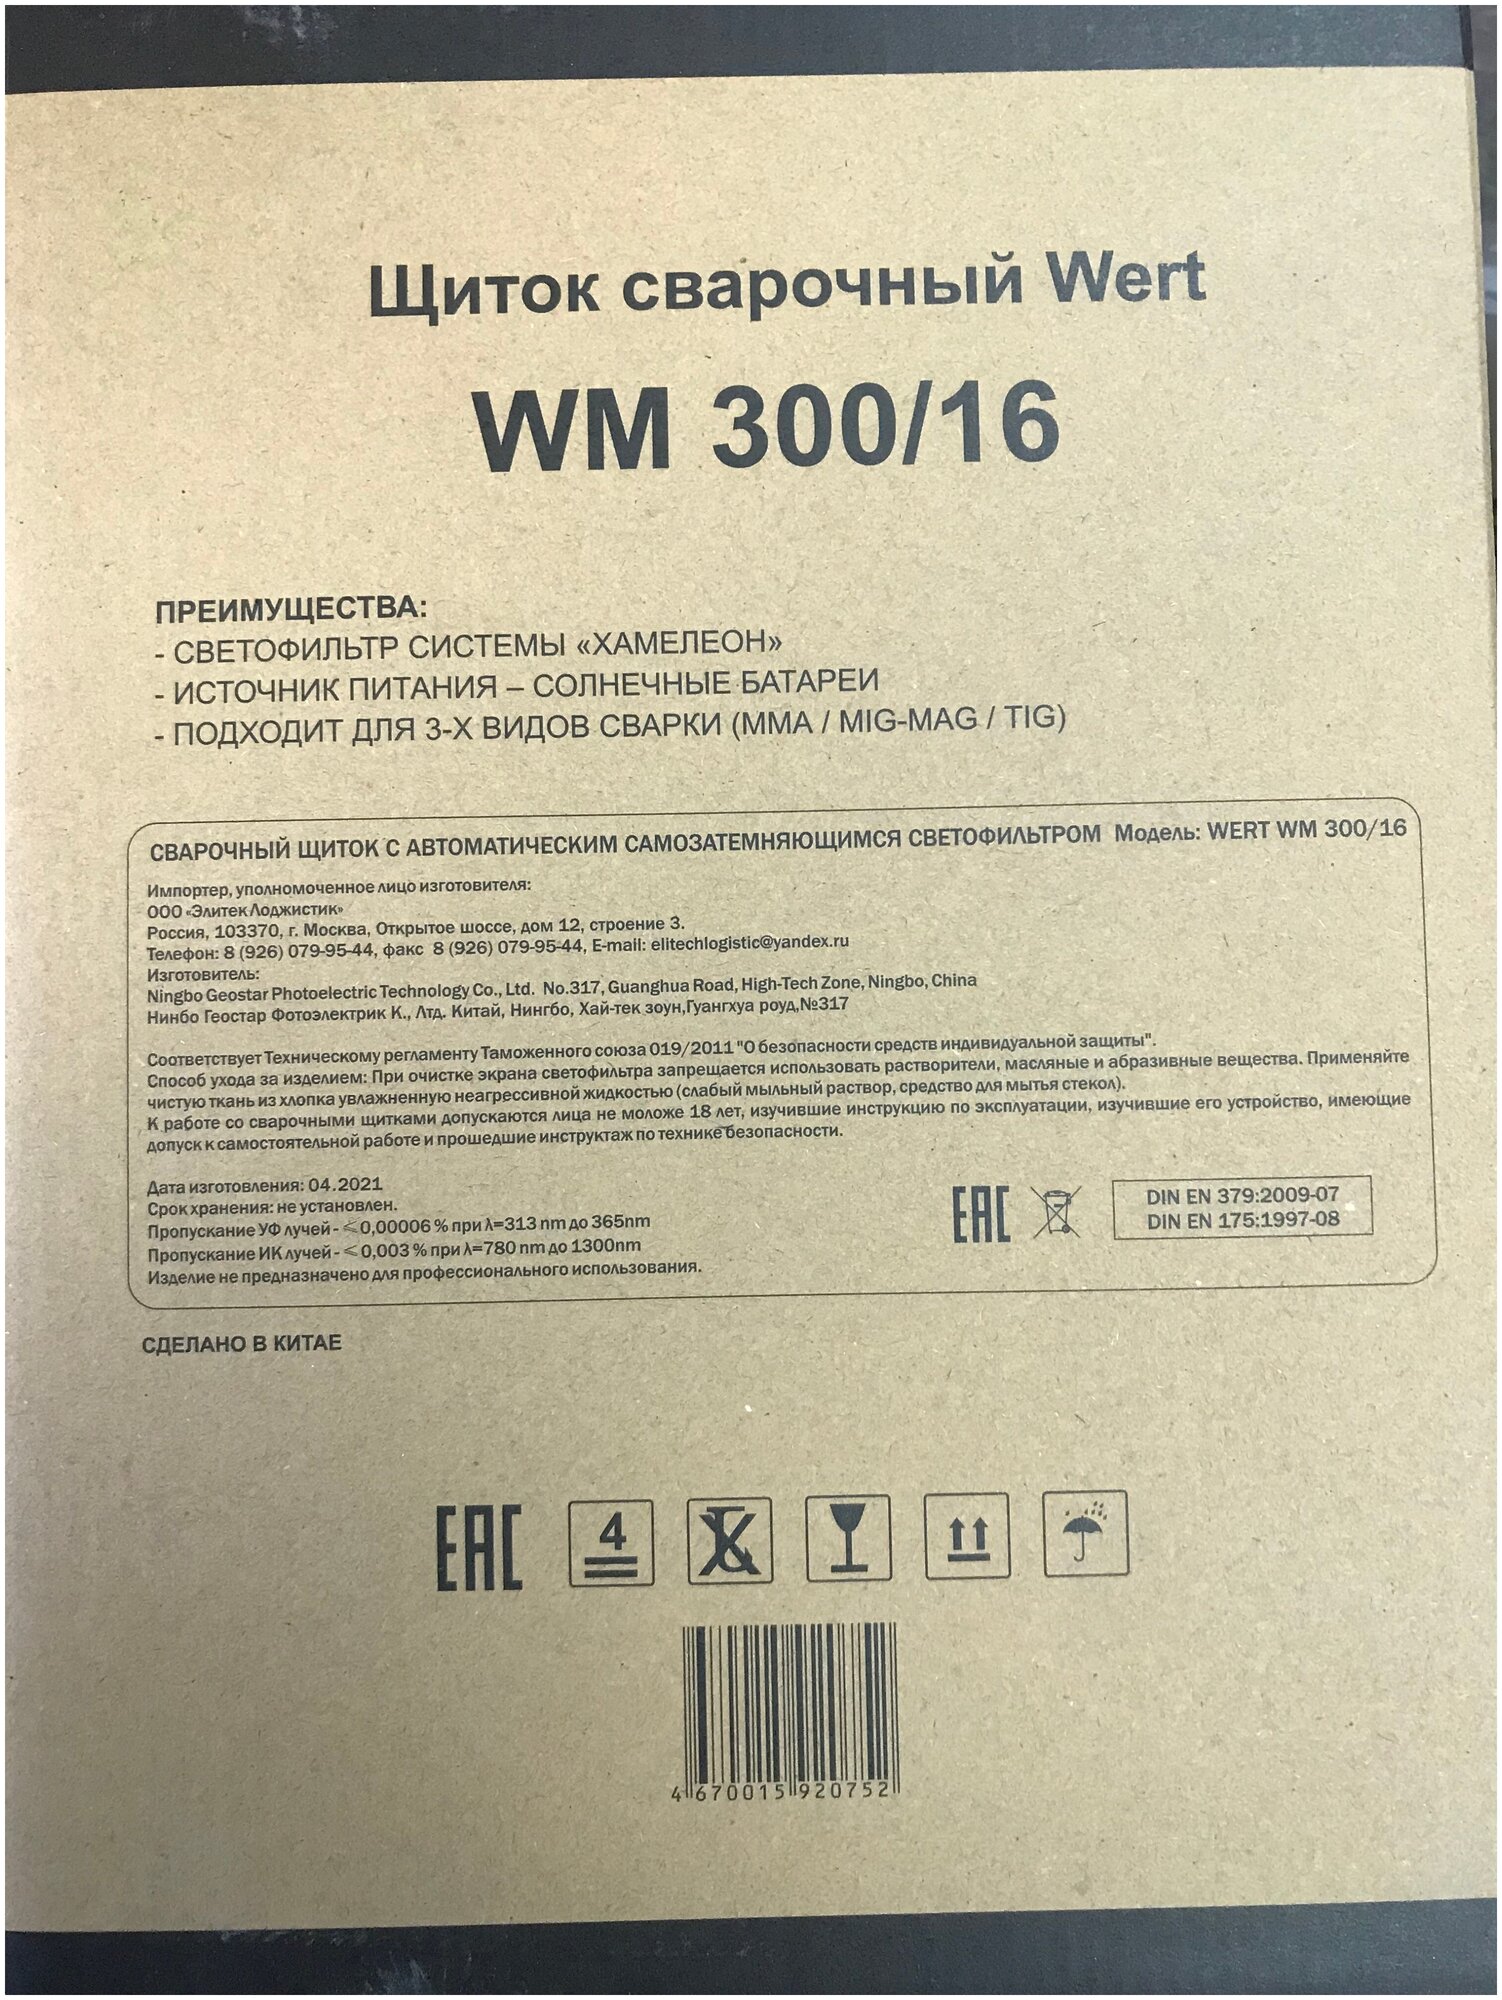 Щиток сварочный Wert
WM 300/16
ПРЕИМУЩЕСТВА:
- СВЕТОФИЛЬТР СИСТЕМЫ «ХАМЕЛЕОН»
- ИСТОЧНИК ПИТАНИЯ – СОЛНЕЧНЫЕ БАТАРЕИ
- ПОДХОДИТ ДЛЯ 3-Х ВИДОВ СВАРКИ (MMA / MIG-MAG / TIG)
СВАРОЧНЫЙ ЩИТОК С АВТОМАТИЧЕСКИМ САМОЗАТЕМНЯЮЩИМСЯ СВЕТОФИЛЬТРОМ Модель: WERT WM 300/16
Импортер, уполномоченное лицо изготовителя:
ООО «Элитек Лоджистик»
Россия, 103370, г. Москва, Открытое шоссе, дом 12, строение 3.
Телефон: 8 (926) 079-95-44, факс 8 (926) 079-95-44, E-mail: elitechlogistic@yandex.ru
Изготовитель:
Ningbo Geostar Photoelectric Technology Co., Ltd. No.317, Guanghua Road, High-Tech Zone, Ningbo, China
Нинбо Геостар Фотоэлектрик К., Лтд. Китай, Нингбо, Хай-тек зоун,Гуангхуа роуд,№317
Соответствует Техническому регламенту Таможенного союза 019/2011 "О безопасности средств индивидуальной защиты".
Способ ухода за изделием: При очистке экрана светофильтра запрещается использовать растворители, масляные и абразивные вещества. Применяйте
чистую ткань из хлопка увлажненную неагрессивной жидкостью (слабый мыльный раствор, средство для мытья стекол).
К работе со сварочными щитками допускаются лица не моложе 18 лет, изучившие инструкцию по эксплуатации, изучившие его устройство, имеющие
допуск к самостоятельной работе и прошедшие инструктаж по технике безопасности.
Дата изготовления: 04.2021
Срок хранения: не установлен.
Пропускание УФ лучей - ≤0,00006 % при λ=313 nm до 365nm
Пропускание ИК лучей - ≤0,003 % при λ=780 nm до 1300nm
Изделие не предназначено для профессионального использования.
EAC
DIN EN 379:2009-07
DIN EN 175:1997-08
СДЕЛАНО В КИТАЕ
EAC 4
4 670015 920752